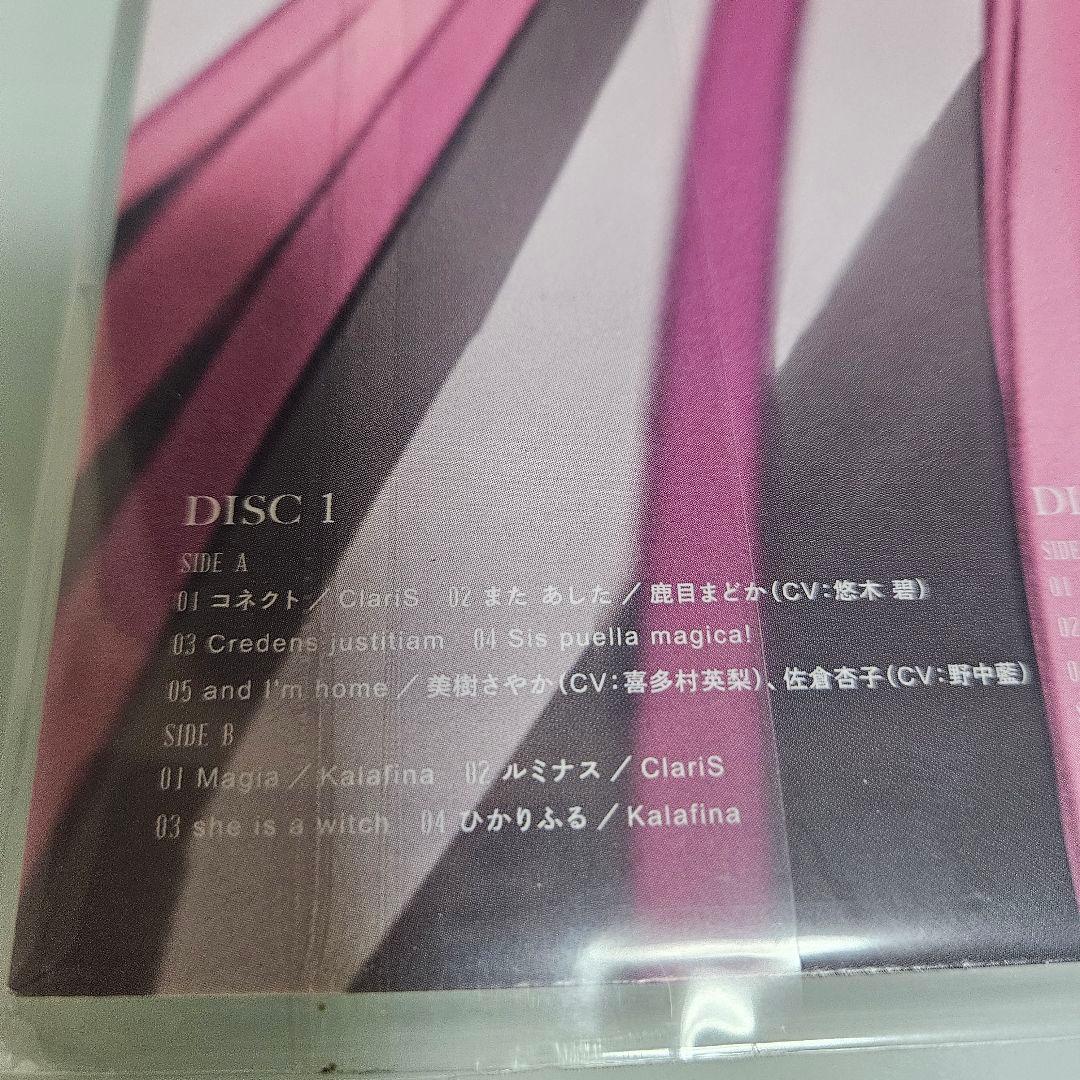 DISC 1
SIDE A
01 コネクト / ClariS 02 また あした / 鹿目まどか(CV:悠木 碧)
03 Credens justitiam 04 Sis puella magica!
05 and I'm home / 美樹さやか(CV:喜多村英梨)、佐倉杏子(CV:野中藍)
SIDE B
01 Magia / Kalafina 02 ルミナス / ClariS
03 she is a witch 04 ひかりふる / Kalafina
SIDE
01
02